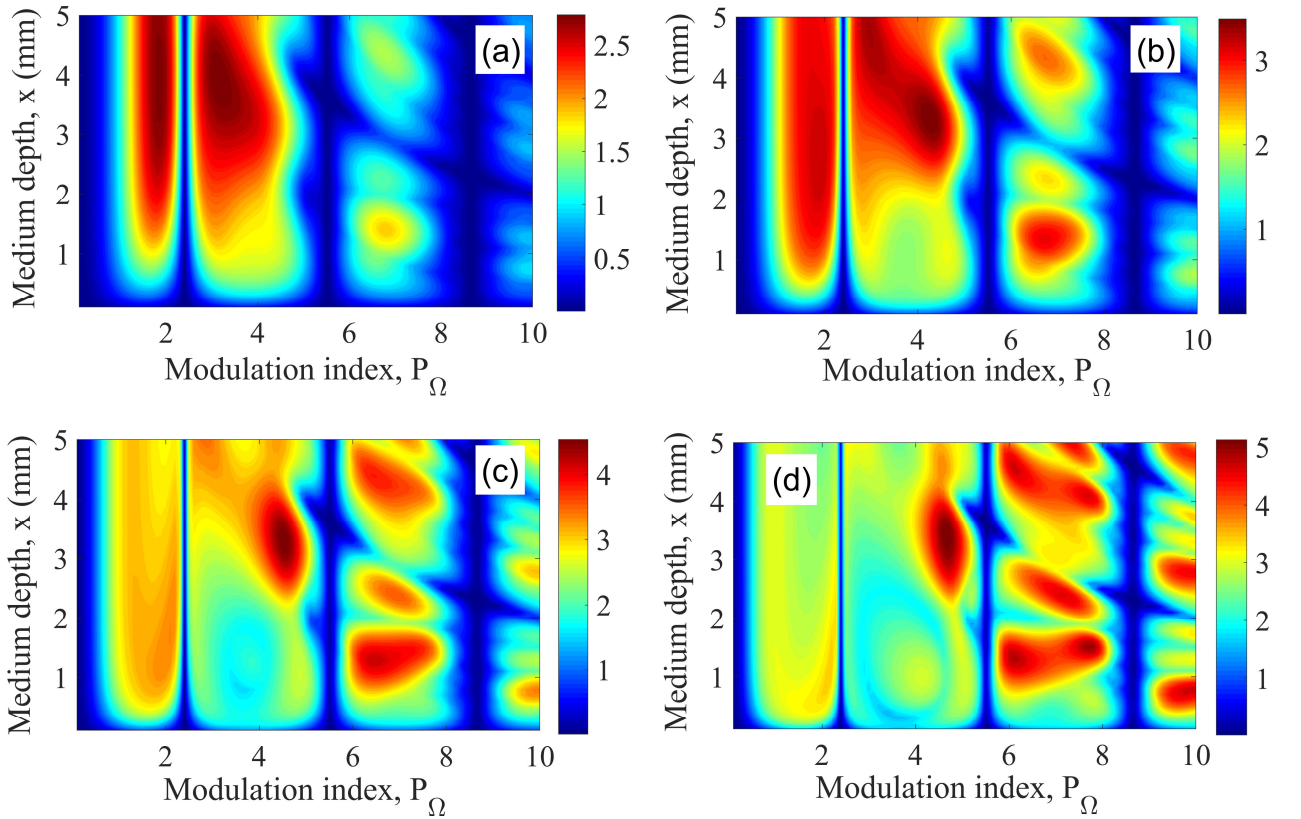 (a)
Medium depth, x (mm)
5
4
3
2
1
2 4 6 8 10
Modulation index, P_Ω
2.5
2
1.5
1
0.5
(b)
Medium depth, x (mm)
5
4
3
2
1
2 4 6 8 10
Modulation index, P_Ω
3
2
1
(c)
Medium depth, x (mm)
5
4
3
2
1
2 4 6 8 10
Modulation index, P_Ω
4
3
2
1
(d)
Medium depth, x (mm)
5
4
3
2
1
2 4 6 8 10
Modulation index, P_Ω
5
4
3
2
1